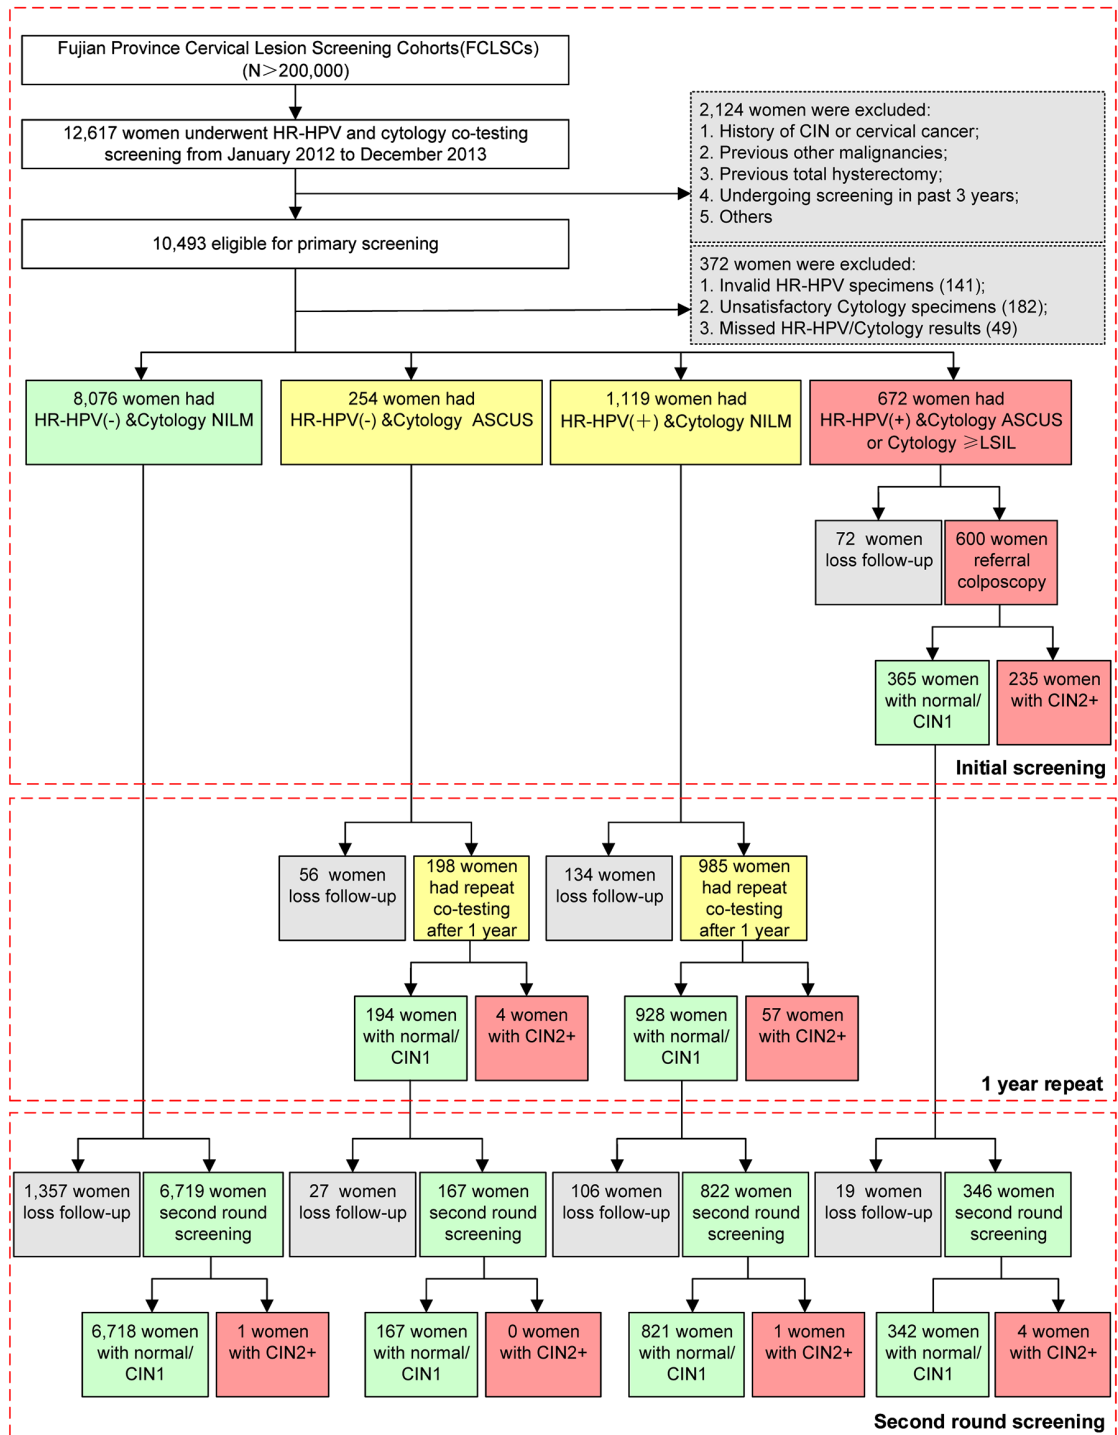 Fujian Province Cervical Lesion Screening Cohorts(FCLSCs)
(N＞200,000)
12,617 women underwent HR-HPV and cytology co-testing
screening from January 2012 to December 2013
2,124 women were excluded:
1. History of CIN or cervical cancer;
2. Previous other malignancies;
3. Previous total hysterectomy;
4. Undergoing screening in past 3 years;
5. Others
10,493 eligible for primary screening
372 women were excluded:
1. Invalid HR-HPV specimens (141);
2. Unsatisfactory Cytology specimens (182);
3. Missed HR-HPV/Cytology results (49)
8,076 women had
HR-HPV(-) &Cytology NILM
254 women had
HR-HPV(-) &Cytology ASCUS
1,119 women had
HR-HPV(＋) &Cytology NILM
672 women had
HR-HPV(+) &Cytology ASCUS
or Cytology ≥LSIL
72 women
loss follow-up
600 women
referral
colposcopy
365 women
with normal/
CIN1
235 women
with CIN2+
Initial screening
56 women
loss follow-up
198 women
had repeat
co-testing
after 1 year
134 women
loss follow-up
985 women
had repeat
co-testing
after 1 year
194 women
with normal/
CIN1
4 women
with CIN2+
928 women
with normal/
CIN1
57 women
with CIN2+
1 year repeat
1,357 women
loss follow-up
6,719 women
second round
screening
27 women
loss follow-up
167 women
second round
screening
106 women
loss follow-up
822 women
second round
screening
19 women
loss follow-up
346 women
second round
screening
6,718 women
with normal/
CIN1
1 women
with CIN2+
167 women
with normal/
CIN1
0 women
with CIN2+
821 women
with normal/
CIN1
1 women
with CIN2+
342 women
with normal/
CIN1
4 women
with CIN2+
Second round screening